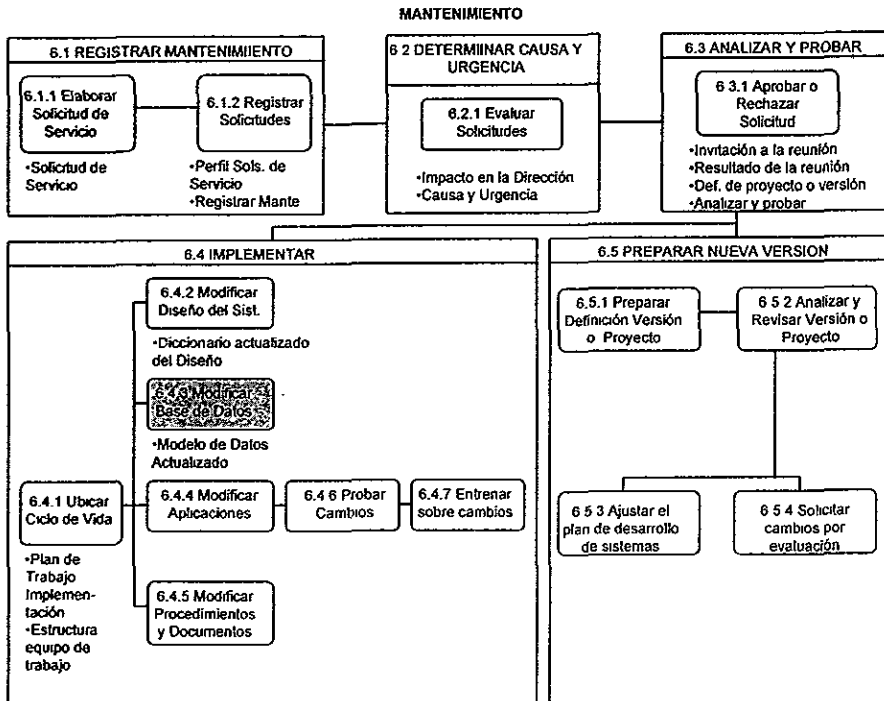 MANTENIMIENTO
6.1 REGISTRAR MANTENIMIENTO
6.1.1 Elaborar
Solicitud de
Servicio
•Solicitud de
Servicio
6.1.2 Registrar
Solicitudes
•Perfil Sols. de
Servicio
•Registrar Mante
6 2 DETERMINAR CAUSA Y
URGENCIA
6.2.1 Evaluar
Solicitudes
•Impacto en la Dirección
•Causa y Urgencia
6.3 ANALIZAR Y PROBAR
6 3.1 Aprobar o
Rechazar
Solicitud
•Invitación a la reunión
•Resultado de la reunión
•Def. de proyecto o versión
•Analizar y probar
6.4 IMPLEMENTAR
6.4.2 Modificar
Diseño del Sist.
•Diccionario actualizado
del Diseño
6.4.3 Modificar
Base de Datos
•Modelo de Datos
Actualizado
6.4.1 Ubicar
Ciclo de Vida
•Plan de
Trabajo
Implemen-
tación
•Estructura
equipo de
trabajo
6.4.4 Modificar
Aplicaciones
6.4 6 Probar
Cambios
6.4.7 Entrenar
sobre cambios
6.4.5 Modificar
Procedimientos
y Documentos
6.5 PREPARAR NUEVA VERSION
6.5.1 Preparar
Definición Versión
o Proyecto
6 5 2 Analizar y
Revisar Versión o
Proyecto
6 5 3 Ajustar el
plan de desarrollo
de sistemas
6 5 4 Solicitar
cambios por
evaluación